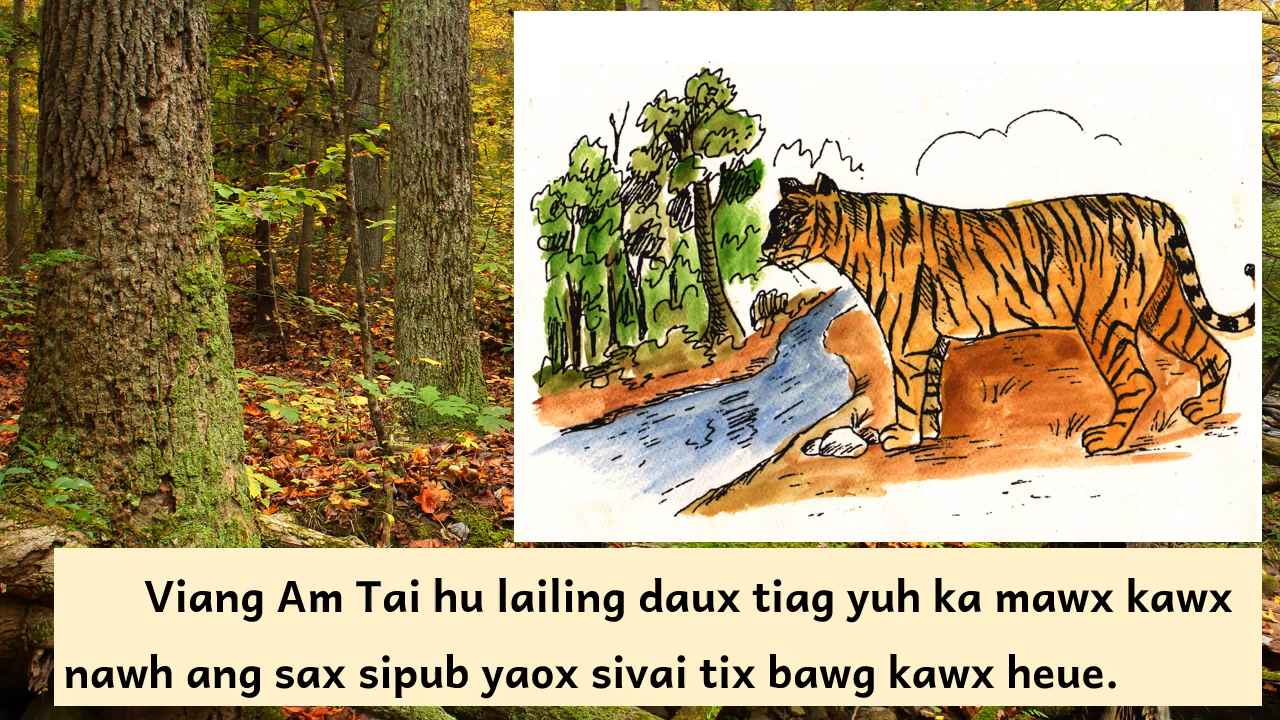 Viang Am Tai hu lailing daux tiag yuh ka mawx kawx
nawh ang sax sipub yaox sivai tix bawg kawx heue.